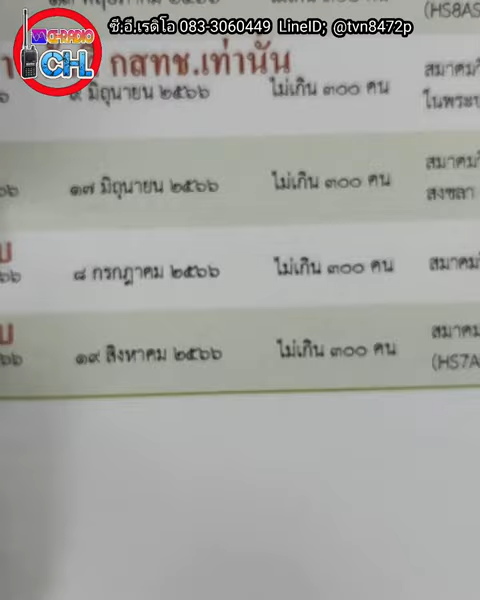 ซี.อี.เรดิโอ 083-3060449 LineID; @tvn8472p
CE-RADIO
CHL
(HS8AS
กสทช.เท่านั้น
๙ มิถุนายน ๒๕๖๖ ไม่เกิน ๓๐๐ คน
ในพระบ
๑๗ มิถุนายน ๒๕๖๖ ไม่เกิน ๓๐๐ คน
สงขลา
๘ กรกฎาคม ๒๕๖๖ ไม่เกิน ๓๐๐ คน สมาคม
๑๙ สิงหาคม ๒๕๖๖ ไม่เกิน ๓๐๐ คน สมาคม
(HS7A